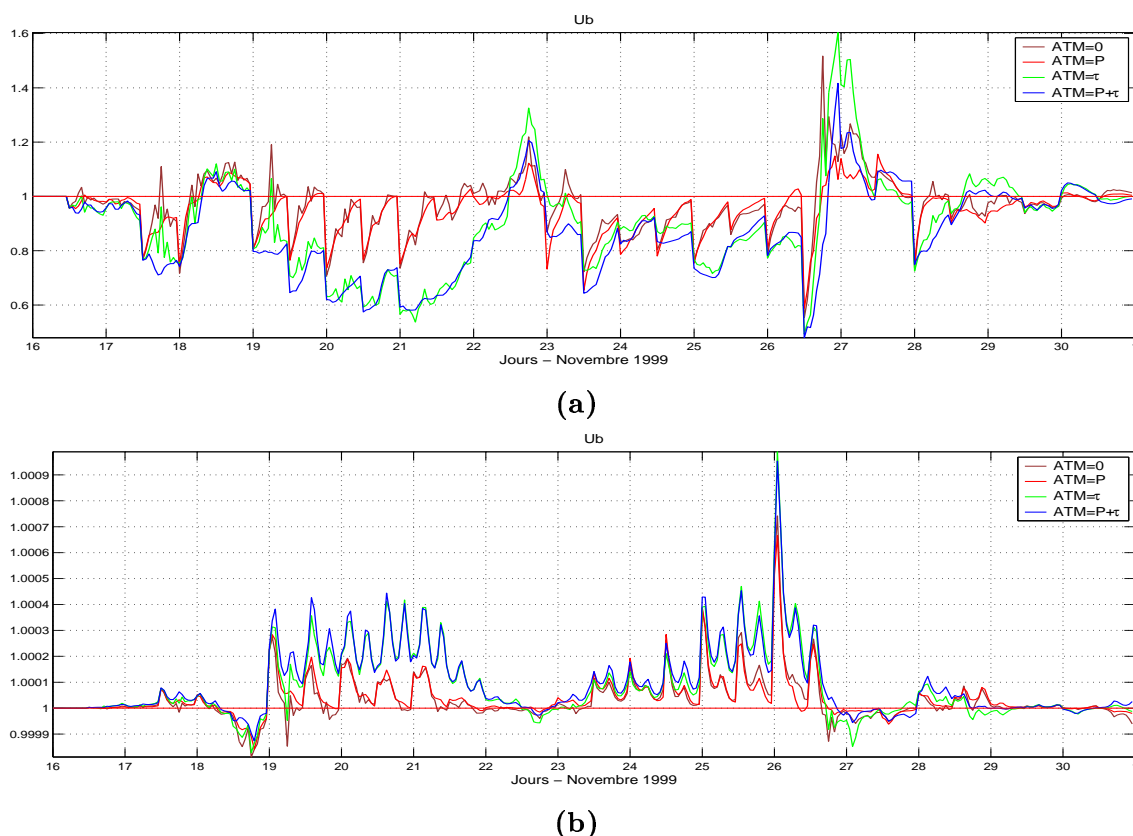 Ub
1.6
1.4
1.2
1
0.8
0.6
ATM=0
ATM=P
ATM=τ
ATM=P+τ
16 17 18 19 20 21 22 23 24 25 26 27 28 29 30
Jours – Novembre 1999
(a)
Ub
1.0009
1.0008
1.0007
1.0006
1.0005
1.0004
1.0003
1.0002
1.0001
1
0.9999
ATM=0
ATM=P
ATM=τ
ATM=P+τ
16 17 18 19 20 21 22 23 24 25 26 27 28 29 30
Jours – Novembre 1999
(b)